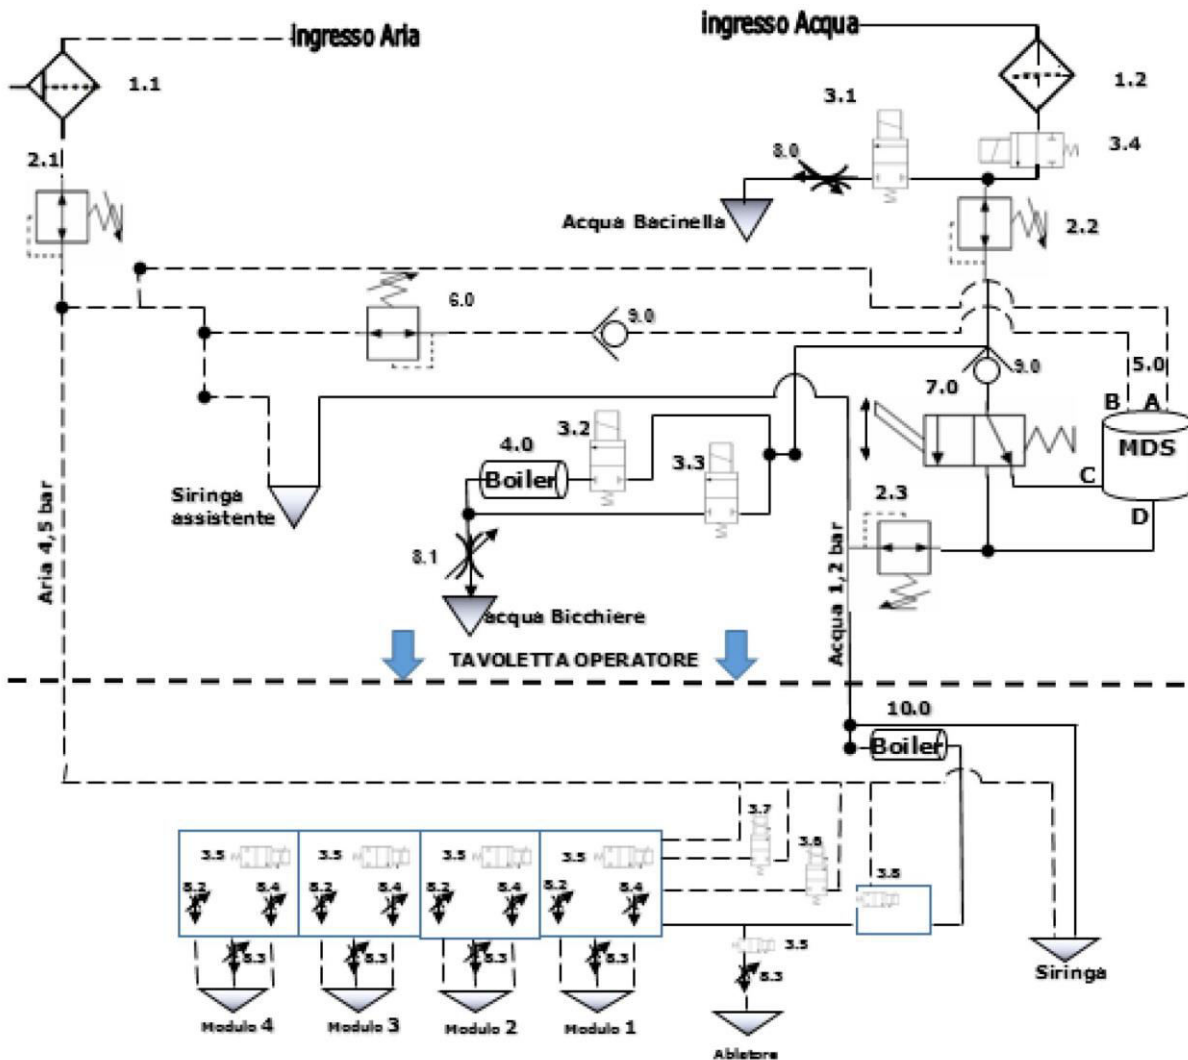 ingresso Aria
ingresso Acqua
1.1
1.2
3.1
3.4
8.0
2.1
Acqua Bacinella
2.2
6.0
9.0
5.0
9.0
7.0
B A
MDS
3.2
4.0
Boiler
3.3
C
2.3
D
Siringa
assistente
Aria 4,5 bar
8.1
Acqua 1,2 bar
acqua Bicchiere
TAVOLETTA OPERATORE
10.0
Boiler
3.7
3.6
3.5
3.5
3.5
3.5
3.8
8.2
8.4
8.2
8.4
8.2
8.4
8.2
8.4
3.5
8.3
8.3
8.3
8.3
8.3
Siringa
Modulo 4
Modulo 3
Modulo 2
Modulo 1
Ablatore